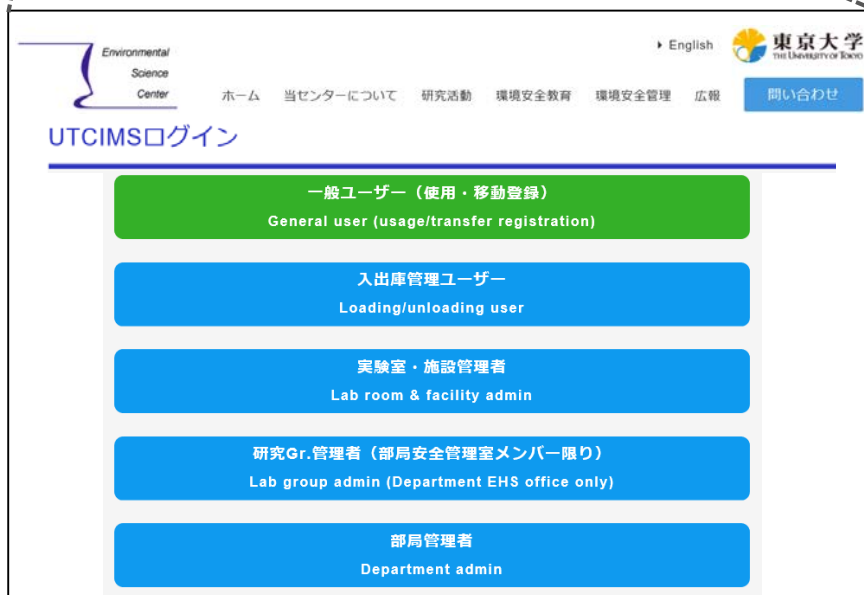 Environmental
Science
Center
English
東京大学
THE UNIVERSITY OF TOKYO
ホーム 当センターについて 研究活動 環境安全教育 環境安全管理 広報 問い合わせ
UTCIMSログイン
一般ユーザー（使用・移動登録）
General user (usage/transfer registration)
入出庫管理ユーザー
Loading/unloading user
実験室・施設管理者
Lab room & facility admin
研究Gr.管理者（部局安全管理室メンバー限り）
Lab group admin (Department EHS office only)
部局管理者
Department admin